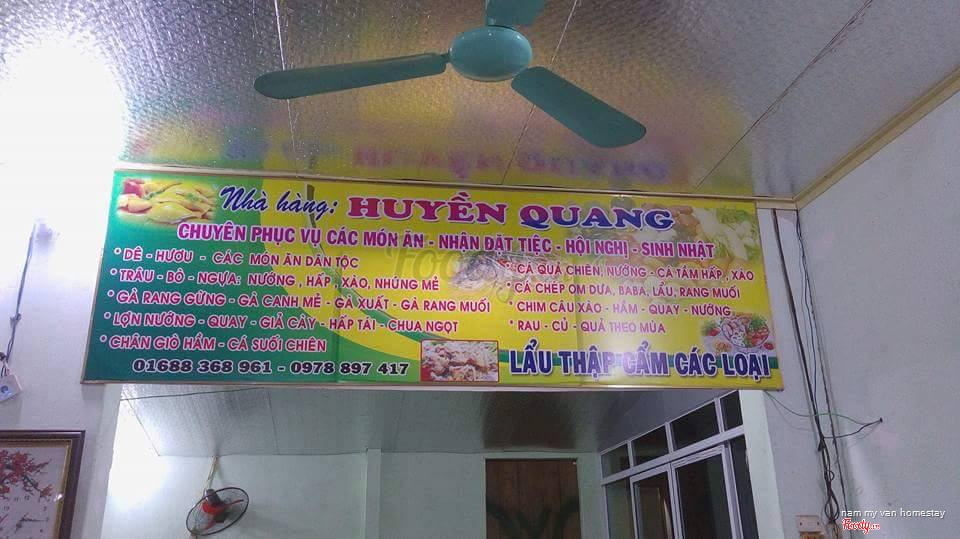 Nhà hàng: HUYỀN QUANG
CHUYÊN PHỤC VỤ CÁC MÓN ĂN - NHẬN ĐẶT TIỆC - HỘI NGHỊ - SINH NHẬT
* DÊ - HƯƠU - CÁC MÓN ĂN DÂN TỘC
* TRÂU - BÒ - NGỰA: NƯỚNG, HẤP, XÀO, NHÚNG MẺ
* GÀ RANG GỪNG - GÀ CANH MẺ - GÀ XUẤT - GÀ RANG MUỐI
* LỢN NƯỚNG - QUAY - GIẢ CÀY - HẤP TÁI - CHUA NGỌT
* CHÂN GIÒ HẦM - CÁ SUỐI CHIÊN
01688 368 961 - 0978 897 417
* CÁ QUẢ CHIÊN, NƯỚNG - CÁ TẦM HẤP, XÀO
* CÁ CHÉP OM DƯA, BABA, LẨU, RANG MUỐI
* CHIM CÂU XÀO - HẦM - QUAY - NƯỚNG
* RAU - CỦ - QUẢ THEO MÙA
LẨU THẬP CẨM CÁC LOẠI
nam my van homestay
Foody.vn